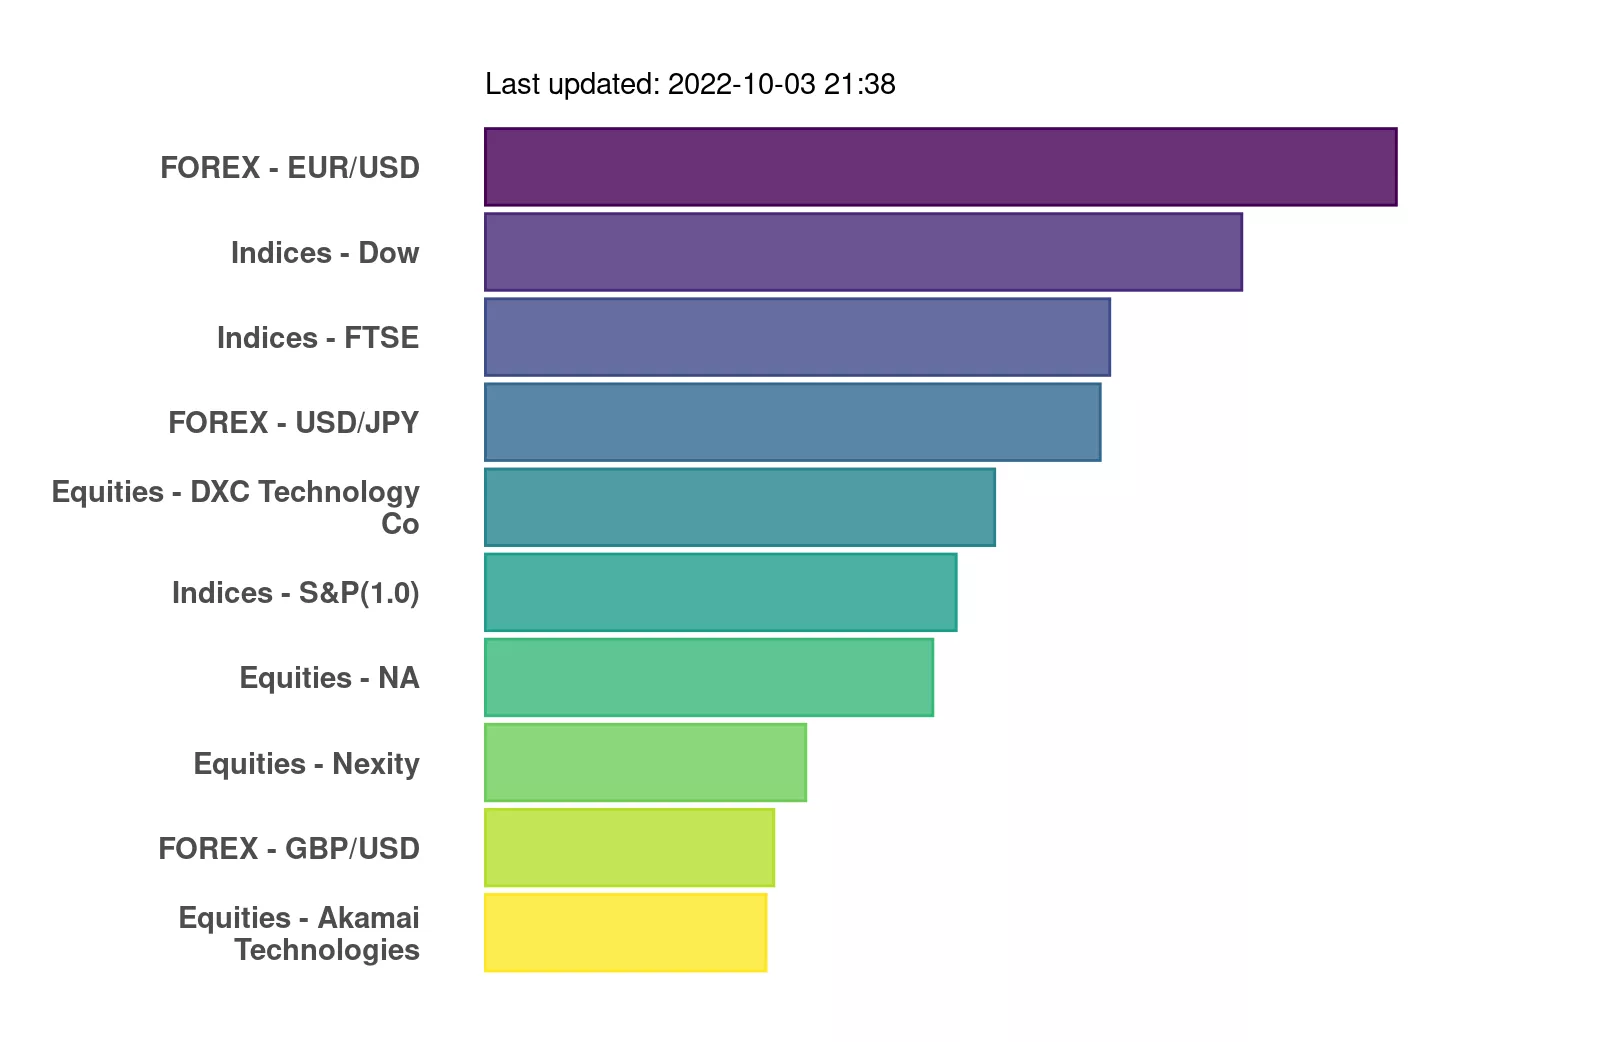 Last updated: 2022-10-03 21:38
FOREX - EUR/USD
Indices - Dow
Indices - FTSE
FOREX - USD/JPY
Equities - DXC Technology
Co
Indices - S&P(1.0)
Equities - NA
Equities - Nexity
FOREX - GBP/USD
Equities - Akamai
Technologies